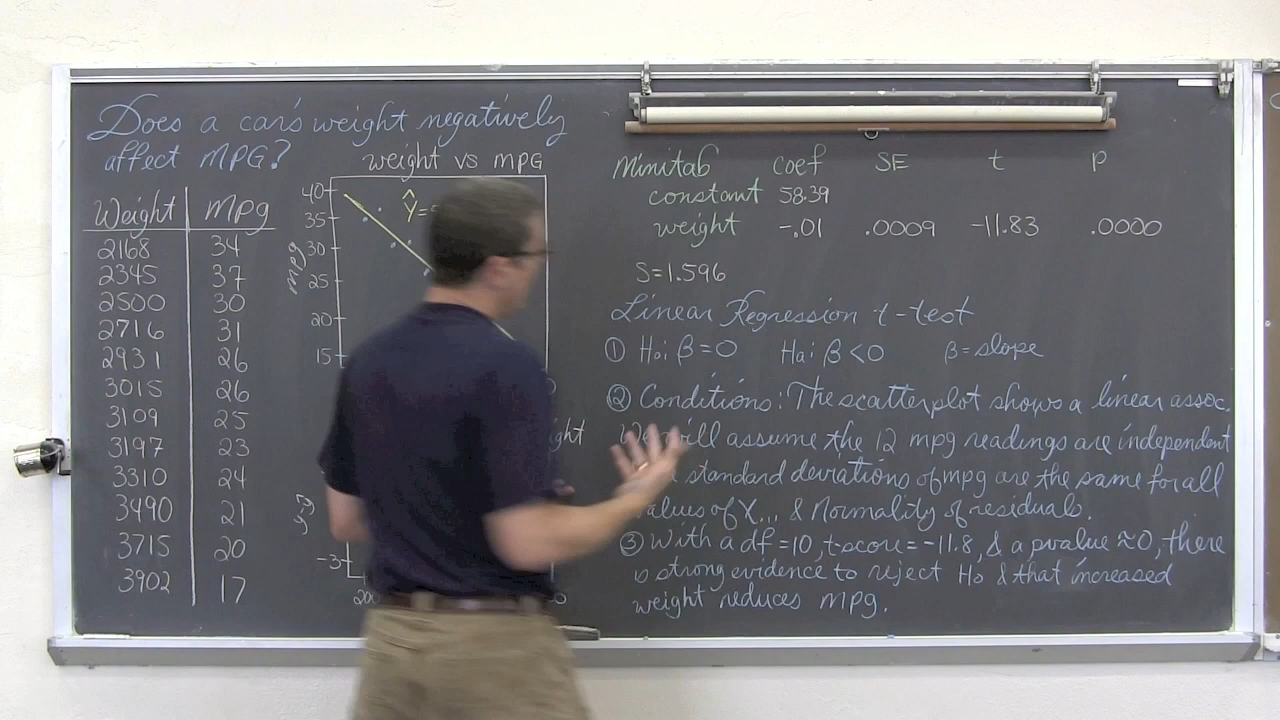 Does a car's weight negatively
affect MPG?
Weight MPg
2168 34
2345 37
2500 30
2716 31
2931 26
3015 26
3109 25
3197 23
3310 24
3490 21
3715 20
3902 17
weight vs MPG
40
35
30
25
20
15
mpg
Ŷ=
y-ŷ
-3
Minitab coef SE t P
constant 58.39
weight -.01 .0009 -11.83 .0000
S=1.596
Linear Regression t-test
① Ho: β=0 Ha: β<0 β=slope
② Conditions: The scatterplot shows a linear assoc.
will assume the 12 mpg readings are independent
standard deviations of mpg are the same for all
values of X... & Normality of residuals.
③ With a df=10, t-score=-11.8, & a pvalue ≈0, there
is strong evidence to reject Ho & that increased
weight reduces MPG.